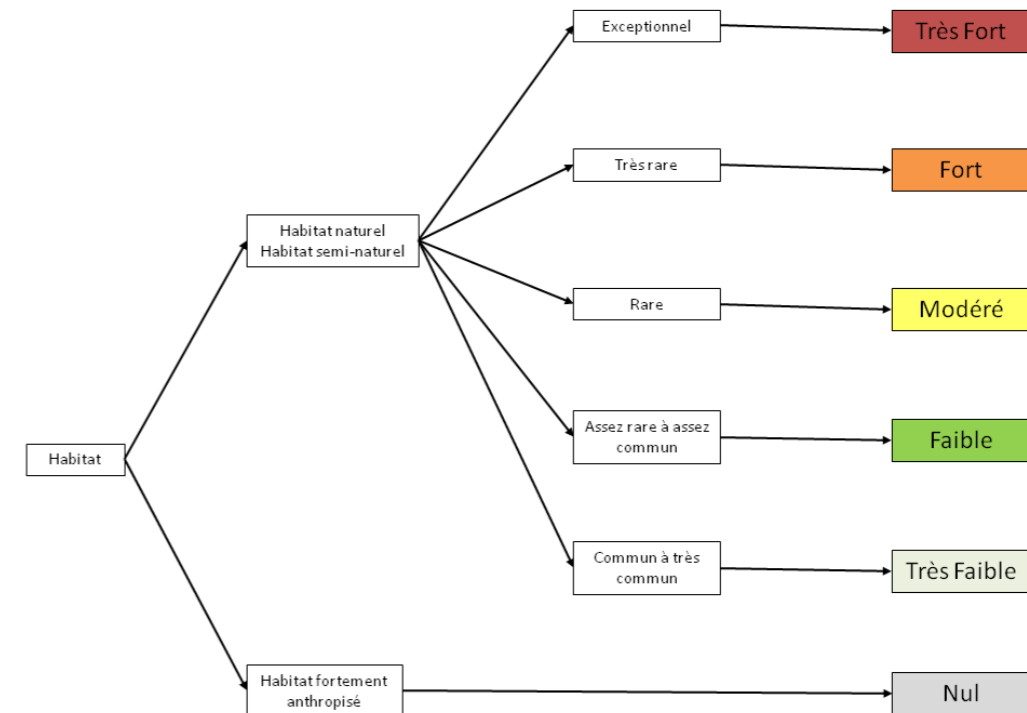 Exceptionnel
Très Fort
Très rare
Fort
Habitat naturel
Habitat semi-naturel
Rare
Modéré
Assez rare à assez
commun
Faible
Habitat
Commun à très
commun
Très Faible
Habitat fortement
anthropisé
Nul